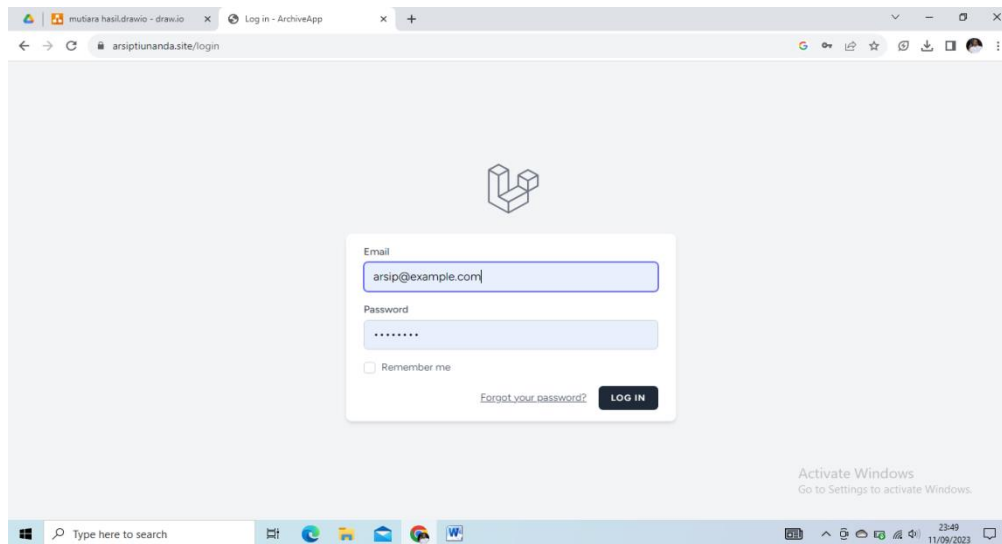 mutiara hasil.drawio - draw.io
Log in - ArchiveApp
arsiptiunanda.site/login
Email
arsip@example.com
Password
Remember me
Forgot your password? LOG IN
Activate Windows
Go to Settings to activate Windows.
Type here to search
23:49
11/09/2023